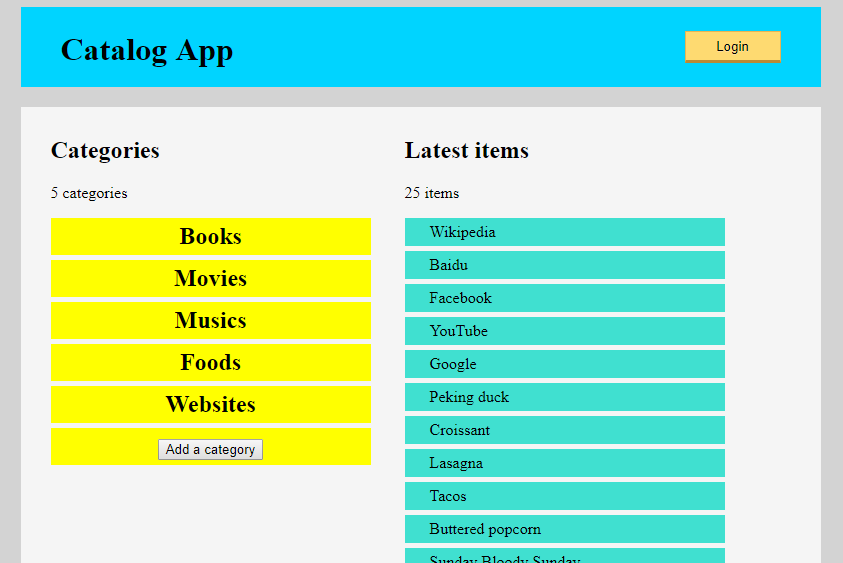 Catalog App
Login
Categories
5 categories
Books
Movies
Musics
Foods
Websites
Add a category
Latest items
25 items
Wikipedia
Baidu
Facebook
YouTube
Google
Peking duck
Croissant
Lasagna
Tacos
Buttered popcorn
Sunday Bloody Sunday